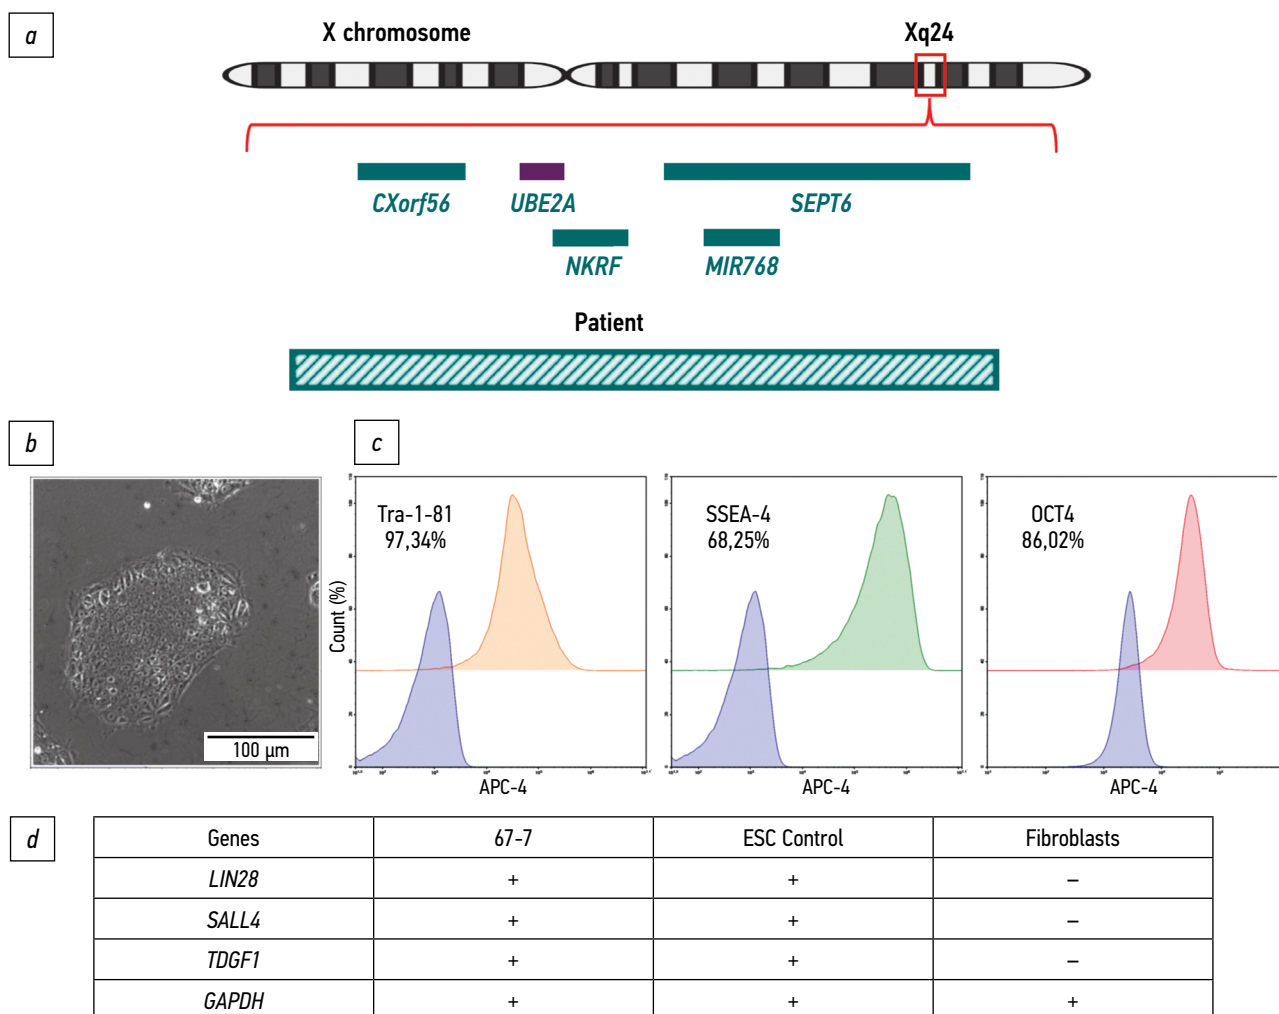 a
X chromosome
Xq24
CXorf56
UBE2A
SEPT6
NKRF
MIR768
Patient
b
100 µm
c
Count (%)
Tra-1-81
97,34%
APC-4
SSEA-4
68,25%
APC-4
OCT4
86,02%
APC-4
d
Genes 67-7 ESC Control Fibroblasts
LIN28 + + –
SALL4 + + –
TDGF1 + + –
GAPDH + + +